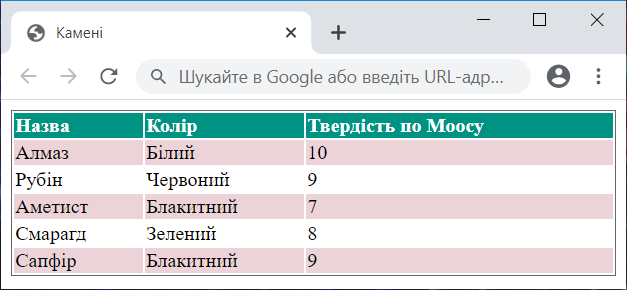 Камені
Шукайте в Google або введіть URL-адр...
Назва Колір Твердість по Моосу
Алмаз Білий 10
Рубін Червоний 9
Аметист Блакитний 7
Смарагд Зелений 8
Сапфір Блакитний 9